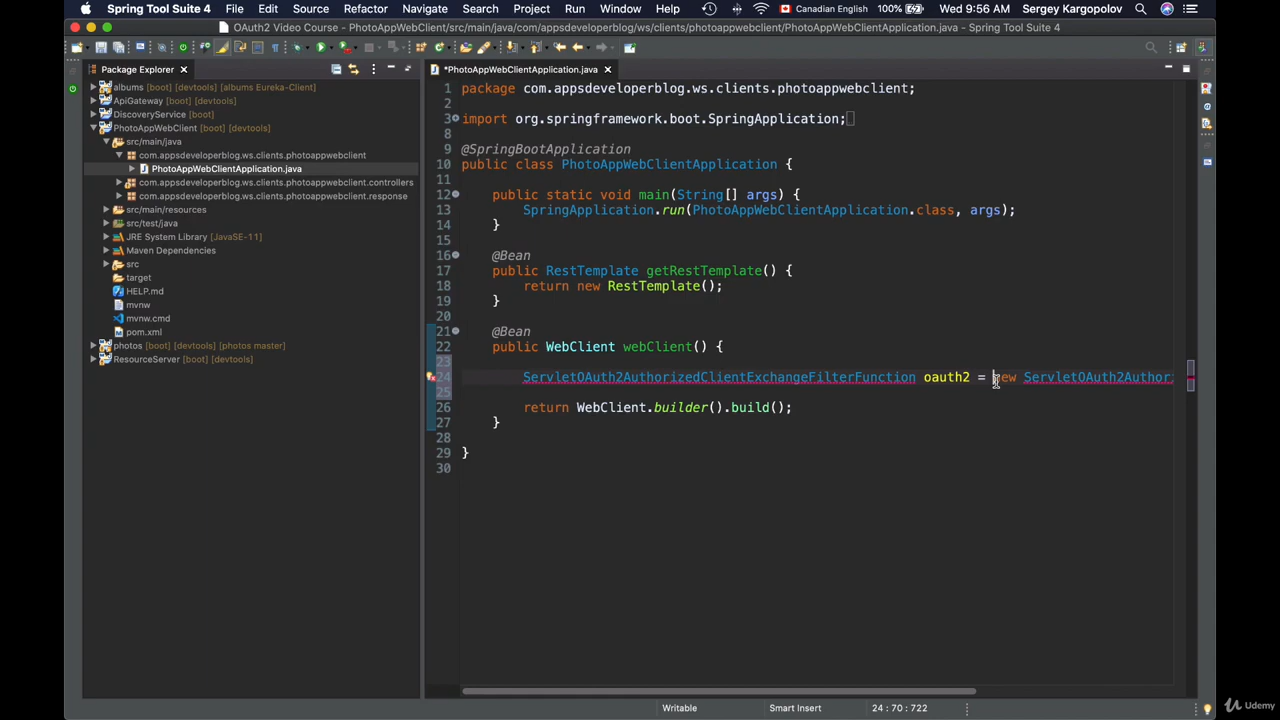 Spring Tool Suite 4 File Edit Source Refactor Navigate Search Project Run Window Help Canadian English 100% Wed 9:56 AM Sergey Kargopolov
OAuth2 Video Course - PhotoAppWebClient/src/main/java/com/appsdeveloperblog/ws/clients/photoappwebclient/PhotoAppWebClientApplication.java - Spring Tool Suite 4
Package Explorer
albums [boot] [devtools] [albums Eureka-Client]
ApiGateway [boot] [devtools]
DiscoveryService [boot] [devtools]
PhotoAppWebClient [boot] [devtools]
src/main/java
com.appsdeveloperblog.ws.clients.photoappwebclient
PhotoAppWebClientApplication.java
com.appsdeveloperblog.ws.clients.photoappwebclient.controllers
com.appsdeveloperblog.ws.clients.photoappwebclient.response
src/main/resources
src/test/java
JRE System Library [JavaSE-11]
Maven Dependencies
src
target
HELP.md
mvnw
mvnw.cmd
pom.xml
photos [boot] [devtools] [photos master]
ResourceServer [boot] [devtools]
*PhotoAppWebClientApplication.java
1 package com.appsdeveloperblog.ws.clients.photoappwebclient;
2
3 import org.springframework.boot.SpringApplication;
8
9 @SpringBootApplication
10 public class PhotoAppWebClientApplication {
11
12 public static void main(String[] args) {
13 SpringApplication.run(PhotoAppWebClientApplication.class, args);
14 }
15
16 @Bean
17 public RestTemplate getRestTemplate() {
18 return new RestTemplate();
19 }
20
21 @Bean
22 public WebClient webClient() {
23
24 ServletOAuth2AuthorizedClientExchangeFilterFunction oauth2 = new ServletOAuth2Authori
25
26 return WebClient.builder().build();
27 }
28
29 }
30
Writable Smart Insert 24 : 70 : 722
Udemy